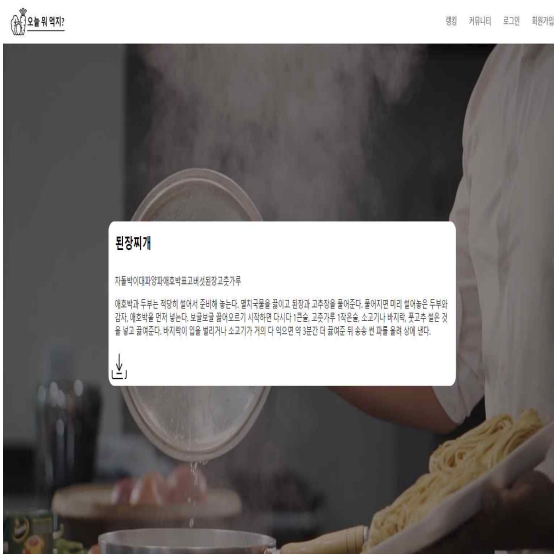 오늘 뭐 먹지?
랭킹 커뮤니티 로그인 회원가입
된장찌개
차돌박이대파양파애호박표고버섯된장고춧가루
애호박과 두부는 적당히 썰어서 준비해 놓는다. 멸치국물을 끓이고 된장과 고추장을 풀어준다. 풀어지면 미리 썰어놓은 두부와
감자, 애호박을 먼저 넣는다. 보글보글 끓어오르기 시작하면 다시다 1큰술, 고춧가루 1작은술, 소고기나 바지락, 풋고추 썰은 것
을 넣고 끓여준다. 바지락이 입을 벌리거나 소고기가 거의 다 익으면 약 3분간 더 끓여준 뒤 송송 썬 파를 올려 상에 낸다.